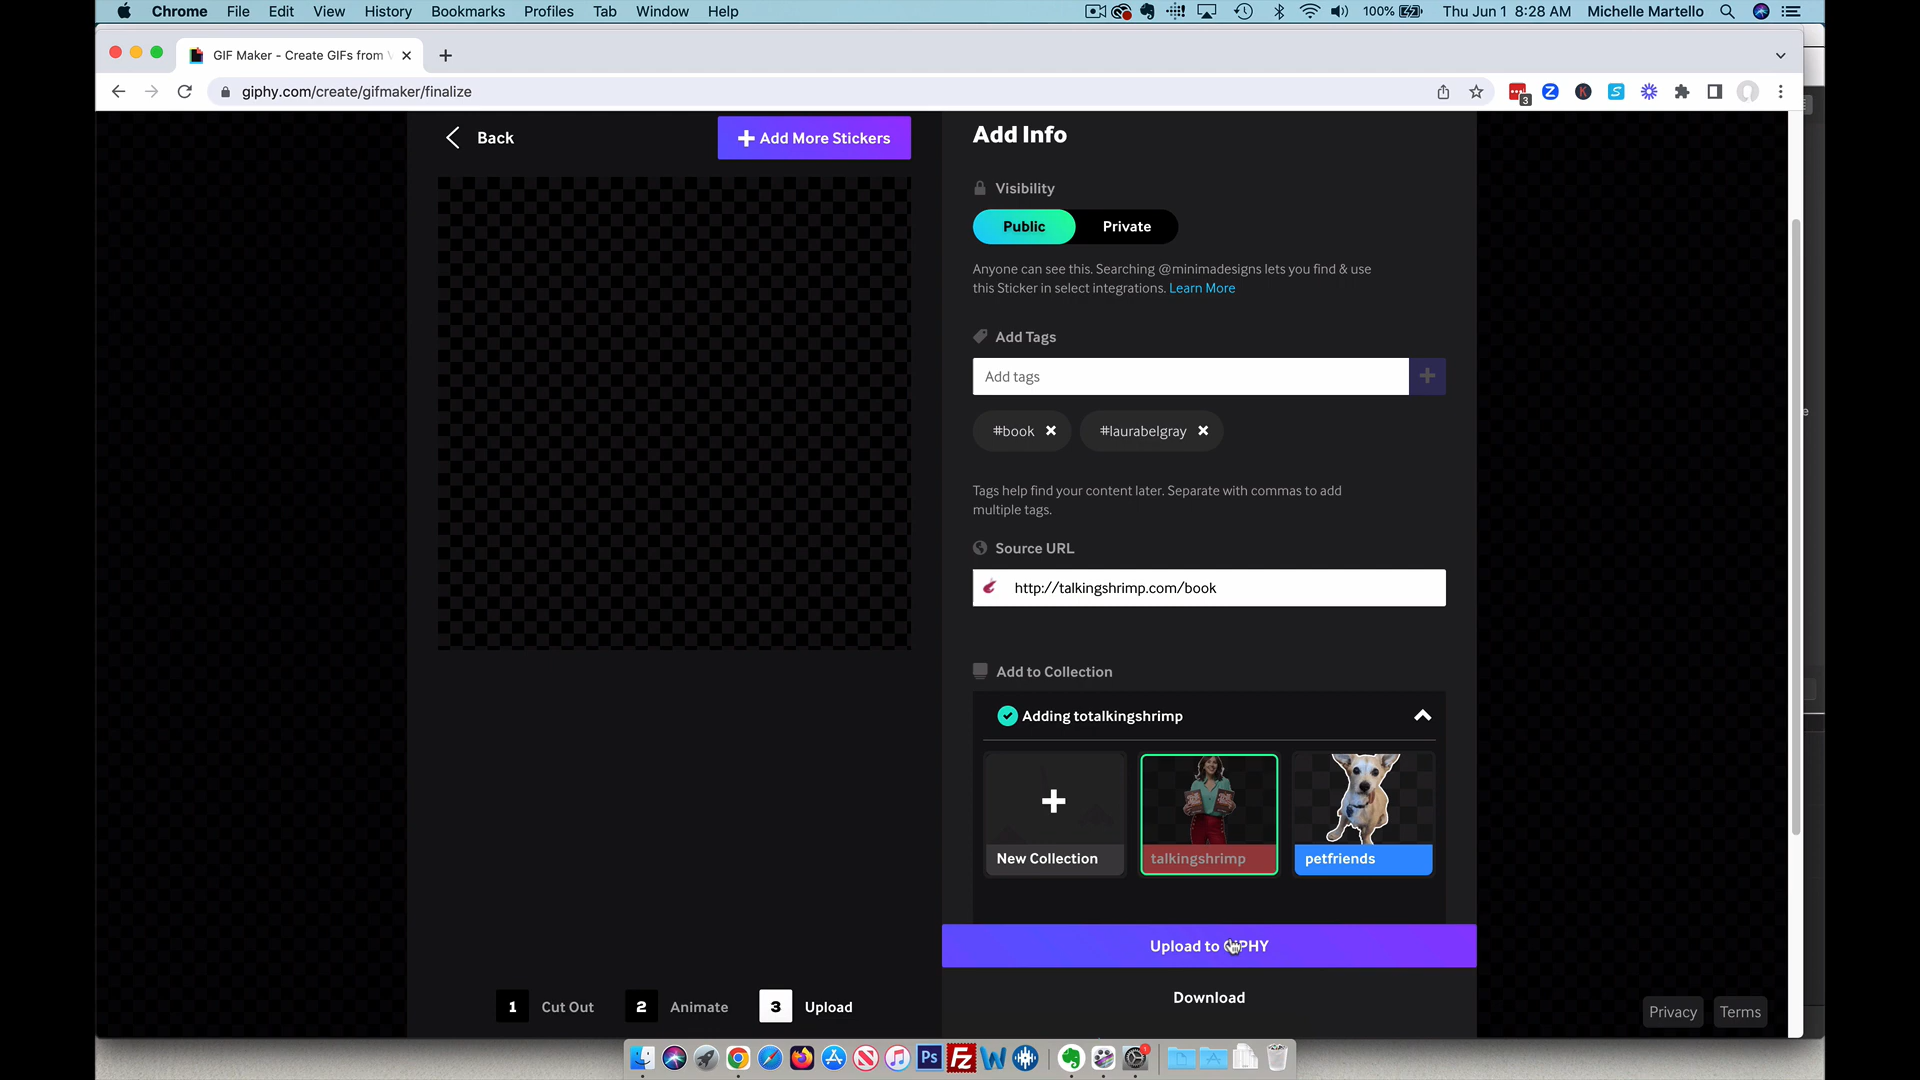 Chrome File Edit View History Bookmarks Profiles Tab Window Help
100% Thu Jun 1 8:28 AM Michelle Martello
GIF Maker - Create GIFs from
giphy.com/create/gifmaker/finalize
3
Back
Add More Stickers
Add Info
Visibility
Public Private
Anyone can see this. Searching @minimadesigns lets you find & use
this Sticker in select integrations. Learn More
Add Tags
Add tags
#book #laurabelgray
Tags help find your content later. Separate with commas to add
multiple tags.
Source URL
http://talkingshrimp.com/book
Add to Collection
Adding totalkingshrimp
New Collection talkingshrimp petfriends
Upload to GIPHY
Download
1 Cut Out 2 Animate 3 Upload
Privacy Terms
Ps Fz W